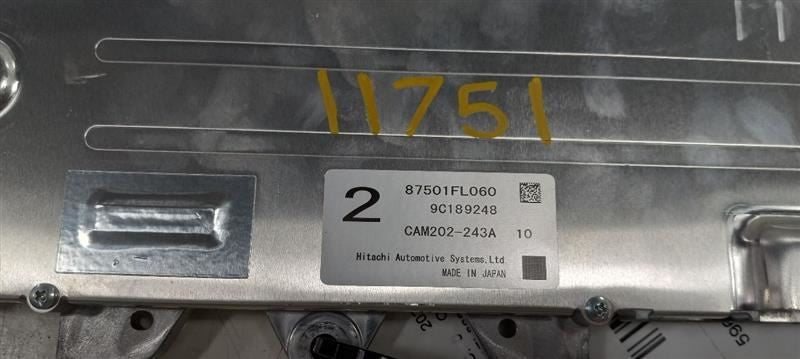 11751
2
87501FL060
9C189248
CAM202-243A 10
Hitachi Automotive Systems,Ltd.
MADE IN JAPAN